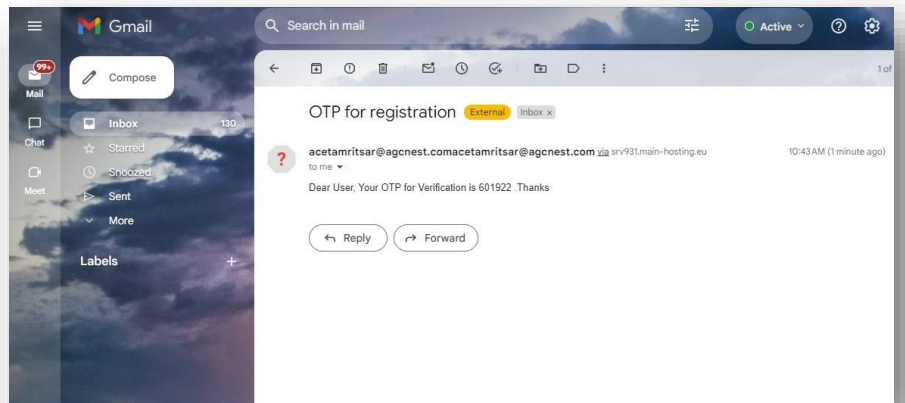 Gmail
Search in mail
Active
99+
Mail
Compose
1 of
Inbox 130
OTP for registration External Inbox x
Chat
Starred
acetamritsar@agcnest.comacetamritsar@agcnest.com via srv931.main-hosting.eu 10:43AM (1 minute ago)
?
Snoozed
to me
Meet
Sent
Dear User, Your OTP for Verification is 601922 .Thanks
More
Reply Forward
Labels +